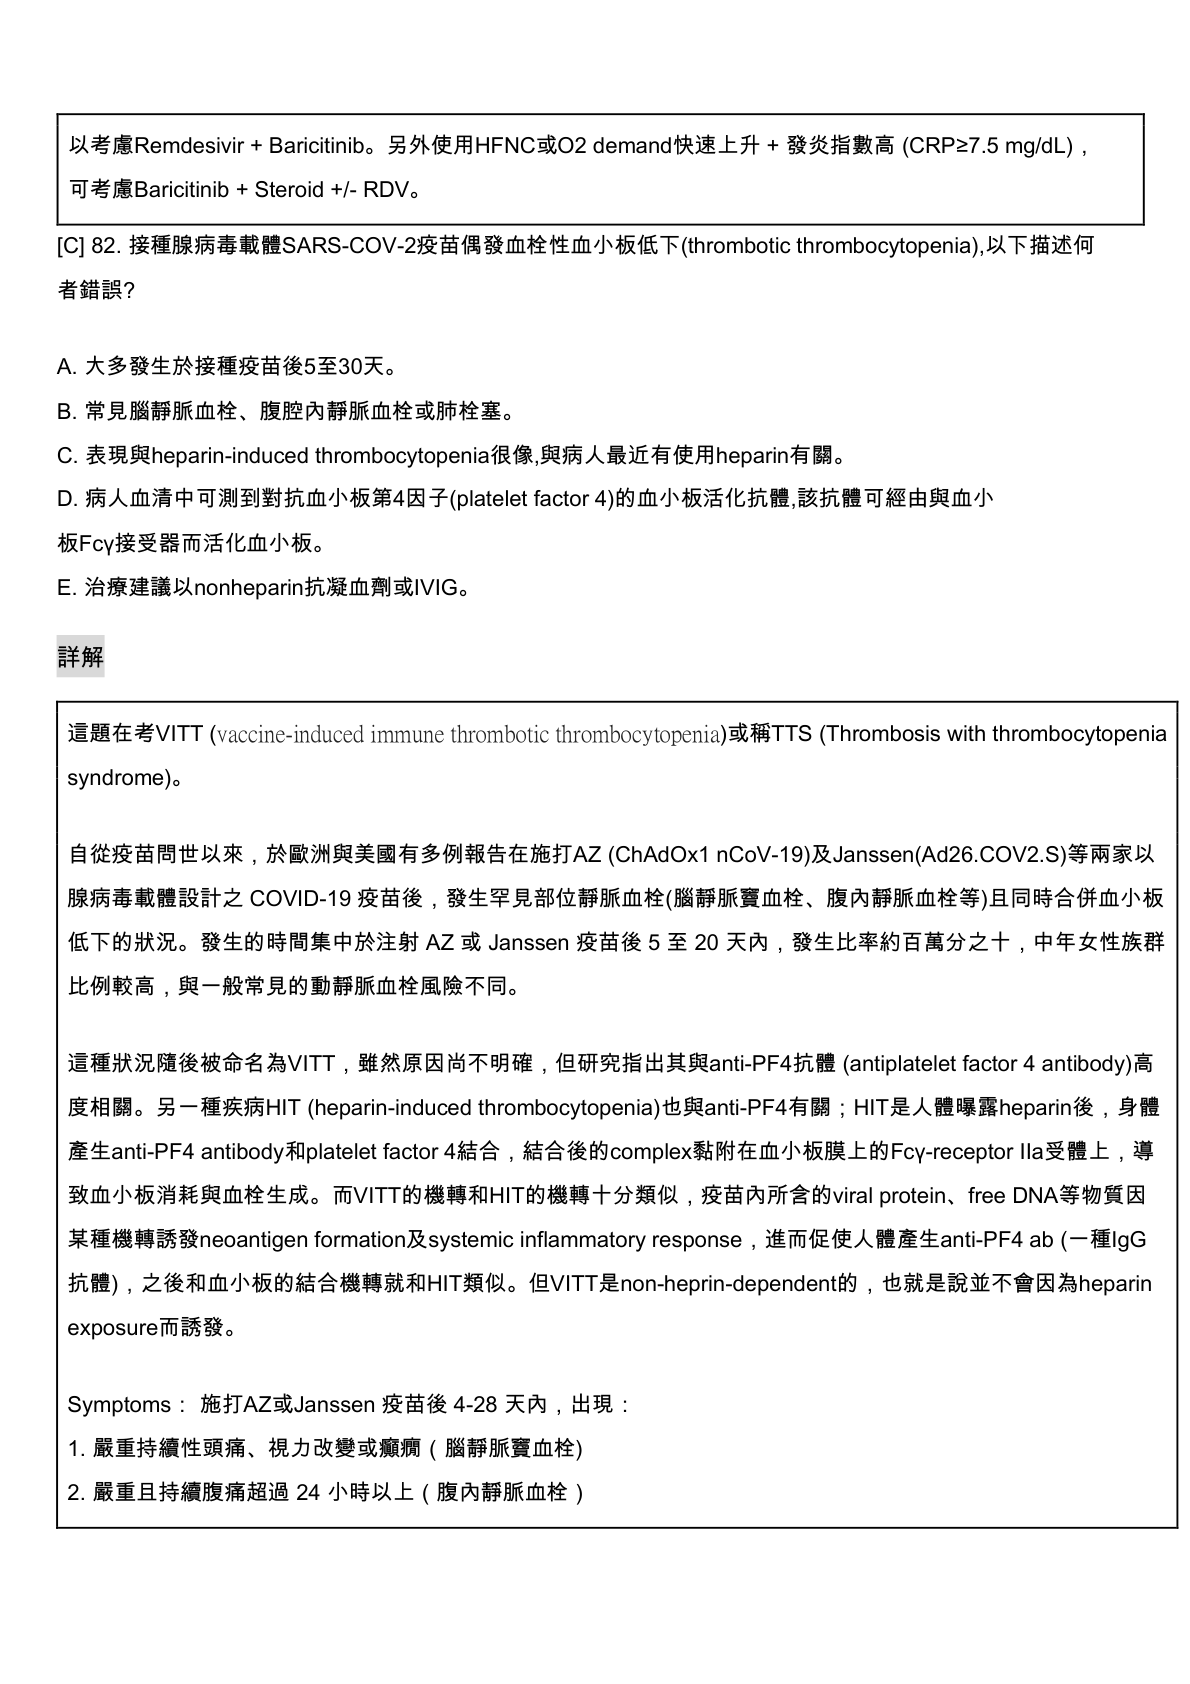 以考慮Remdesivir + Baricitinib。另外使用HFNC或O2 demand快速上升 + 發炎指數高 (CRP≥7.5 mg/dL)，
可考慮Baricitinib + Steroid +/- RDV。
[C] 82. 接種腺病毒載體SARS-COV-2疫苗偶發血栓性血小板低下(thrombotic thrombocytopenia),以下描述何
者錯誤?
A. 大多發生於接種疫苗後5至30天。
B. 常見腦靜脈血栓、腹腔內靜脈血栓或肺栓塞。
C. 表現與heparin-induced thrombocytopenia很像,與病人最近有使用heparin有關。
D. 病人血清中可測到對抗血小板第4因子(platelet factor 4)的血小板活化抗體,該抗體可經由與血小
板Fcγ接受器而活化血小板。
E. 治療建議以nonheparin抗凝血劑或IVIG。
詳解
這題在考VITT (vaccine-induced immune thrombotic thrombocytopenia)或稱TTS (Thrombosis with thrombocytopenia
syndrome)。
自從疫苗問世以來，於歐洲與美國有多例報告在施打AZ (ChAdOx1 nCoV-19)及Janssen(Ad26.COV2.S)等兩家以
腺病毒載體設計之 COVID-19 疫苗後，發生罕見部位靜脈血栓(腦靜脈竇血栓、腹內靜脈血栓等)且同時合併血小板
低下的狀況。發生的時間集中於注射 AZ 或 Janssen 疫苗後 5 至 20 天內，發生比率約百萬分之十，中年女性族群
比例較高，與一般常見的動靜脈血栓風險不同。
這種狀況隨後被命名為VITT，雖然原因尚不明確，但研究指出其與anti-PF4抗體 (antiplatelet factor 4 antibody)高
度相關。另一種疾病HIT (heparin-induced thrombocytopenia)也與anti-PF4有關；HIT是人體曝露heparin後，身體
產生anti-PF4 antibody和platelet factor 4結合，結合後的complex黏附在血小板膜上的Fcγ-receptor IIa受體上，導
致血小板消耗與血栓生成。而VITT的機轉和HIT的機轉十分類似，疫苗內所含的viral protein、free DNA等物質因
某種機轉誘發neoantigen formation及systemic inflammatory response，進而促使人體產生anti-PF4 ab (一種IgG
抗體)，之後和血小板的結合機轉就和HIT類似。但VITT是non-heprin-dependent的，也就是說並不會因為heparin
exposure而誘發。
Symptoms： 施打AZ或Janssen 疫苗後 4-28 天內，出現：
1. 嚴重持續性頭痛、視力改變或癲癇（ 腦靜脈竇血栓)
2. 嚴重且持續腹痛超過 24 小時以上（ 腹內靜脈血栓 ）